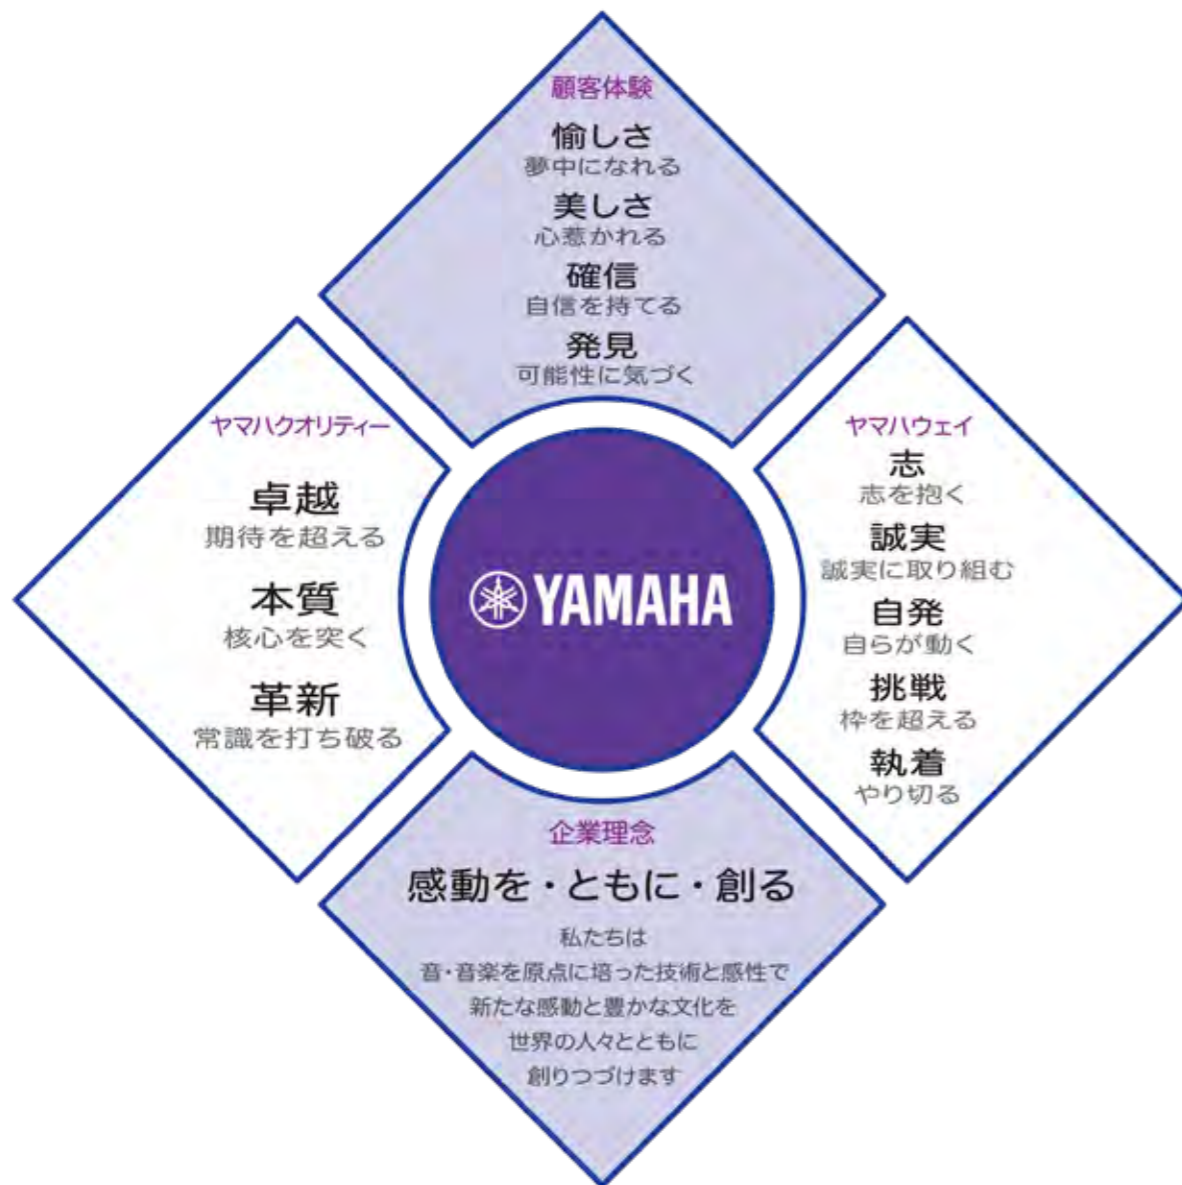 顧客体験
愉しさ
夢中になれる
美しさ
心惹かれる
確信
自信を持てる
発見
可能性に気づく
ヤマハクオリティー
卓越
期待を超える
本質
核心を突く
革新
常識を打ち破る
YAMAHA
ヤマハウェイ
志
志を抱く
誠実
誠実に取り組む
自発
自らが動く
挑戦
枠を超える
執着
やり切る
企業理念
感動を・ともに・創る
私たちは
音・音楽を原点に培った技術と感性で
新たな感動と豊かな文化を
世界の人々とともに
創りつづけます